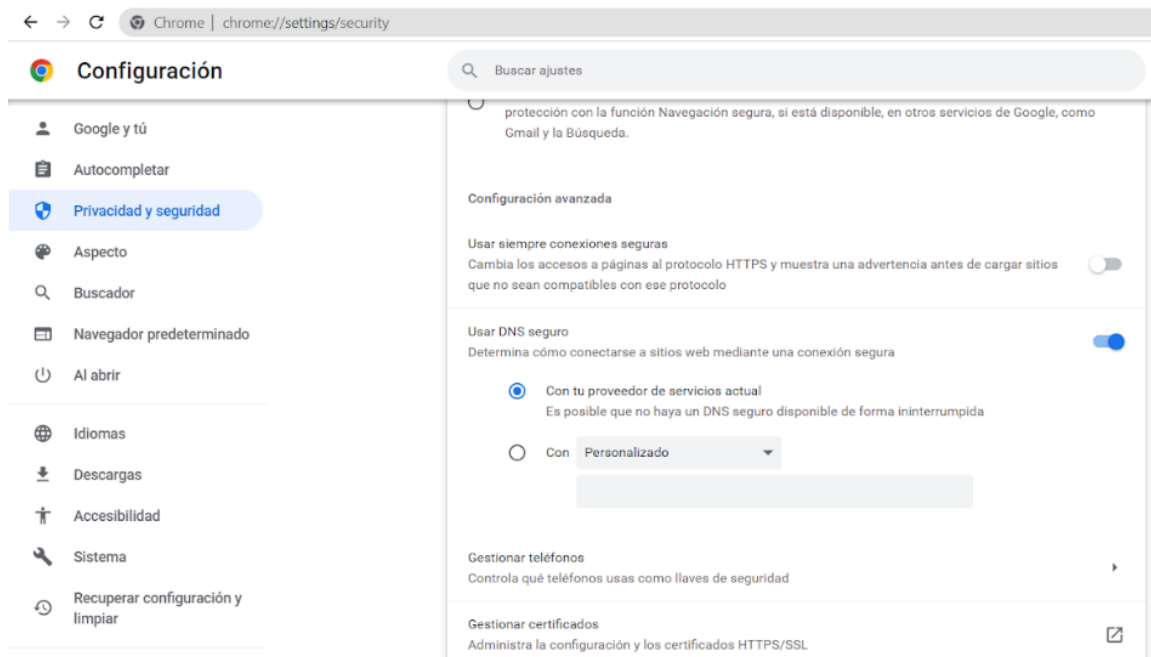 Chrome | chrome://settings/security
Configuración
Buscar ajustes
Google y tú
Autocompletar
Privacidad y seguridad
Aspecto
Buscador
Navegador predeterminado
Al abrir
Idiomas
Descargas
Accesibilidad
Sistema
Recuperar configuración y
limpiar
protección con la función Navegación segura, si está disponible, en otros servicios de Google, como
Gmail y la Búsqueda.
Configuración avanzada
Usar siempre conexiones seguras
Cambia los accesos a páginas al protocolo HTTPS y muestra una advertencia antes de cargar sitios
que no sean compatibles con ese protocolo
Usar DNS seguro
Determina cómo conectarse a sitios web mediante una conexión segura
Con tu proveedor de servicios actual
Es posible que no haya un DNS seguro disponible de forma ininterrumpida
Con Personalizado
Gestionar teléfonos
Controla qué teléfonos usas como llaves de seguridad
Gestionar certificados
Administra la configuración y los certificados HTTPS/SSL